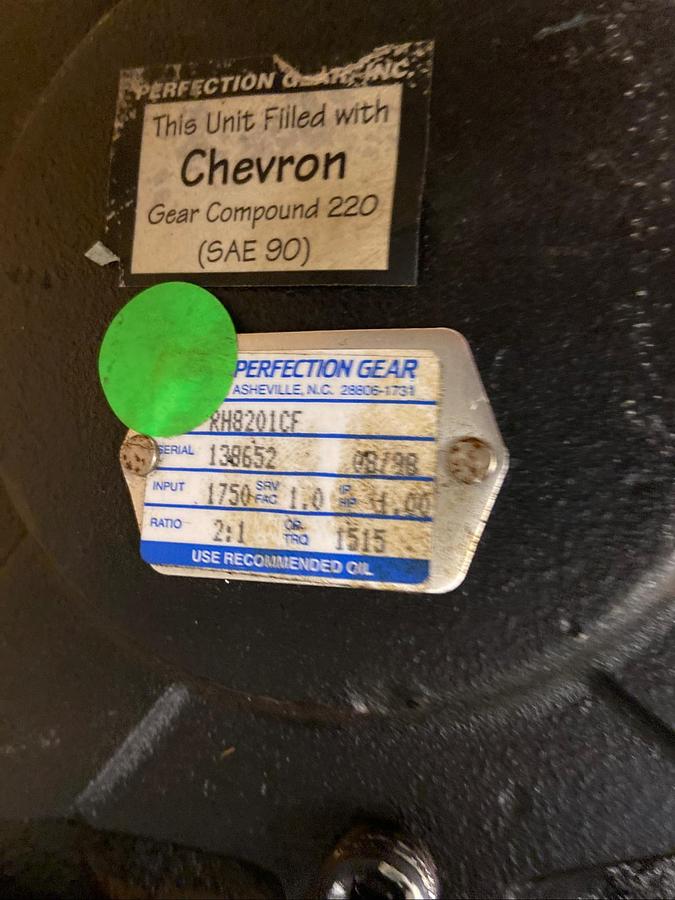 PERFECTION GEAR, INC.
This Unit Filled with
Chevron
Gear Compound 220
(SAE 90)
PERFECTION GEAR
ASHEVILLE, N.C. 28806-1731
RH8201CF
SERIAL 138652 08/98
INPUT 1750 SRV FAC 1.0 IP HP
RATIO 2:1 OP TRQ 1515
USE RECOMMENDED OIL